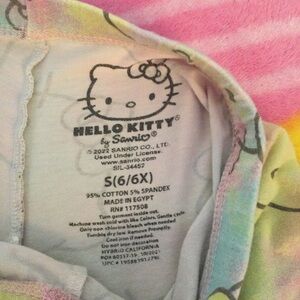 HELLO KITTY
by Sanrio
© 2022 SANRIO CO., LTD.
Used Under License.
www.sanrio.com
SIL-34457
S(6/6X)
95% COTTON 5% SPANDEX
MADE IN EGYPT
RN# 117508
Turn garment inside out.
Machine wash cold with like Colors. Gentle cycle.
Only non chlorine bleach when needed.
Tumble dry low. Remove Promptly.
Cool iron if needed.
Do not iron decoration
HYBRID CALIFORNIA
UPC #